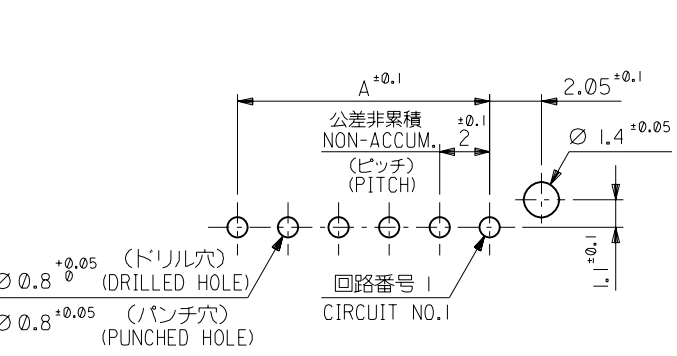 A ±0.1
2.05 ±0.1
公差非累積
NON-ACCUM.
2 ±0.1
(ピッチ)
(PITCH)
Ø 1.4 ±0.05
1.1 ±0.1
Ø 0.8 +0.05 0 (ドリル穴)
(DRILLED HOLE)
Ø 0.8 ±0.05 (パンチ穴)
(PUNCHED HOLE)
回路番号 1
CIRCUIT NO.1